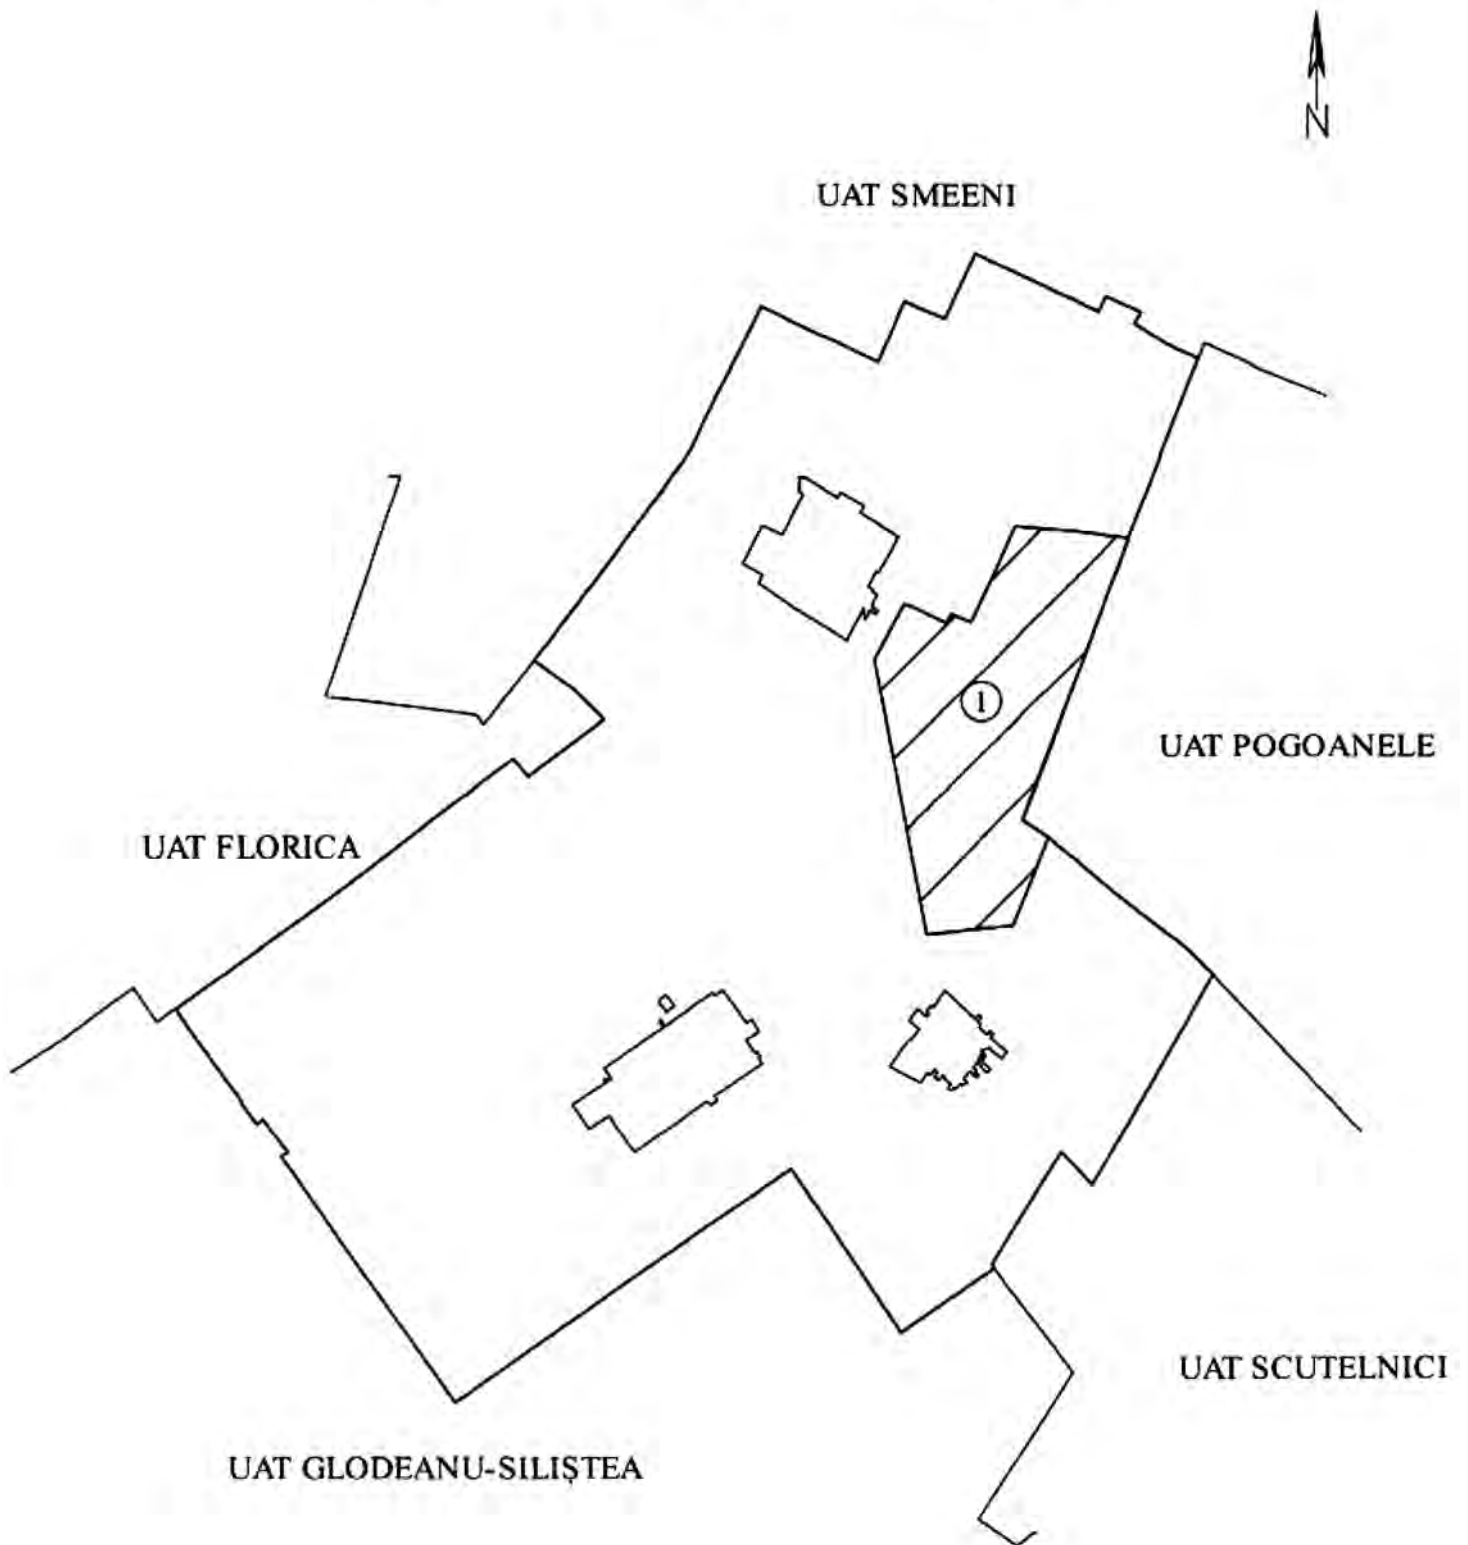 N
UAT SMEENI
1
UAT POGOANELE
UAT FLORICA
UAT SCUTELNICI
UAT GLODEANU-SILIȘTEA